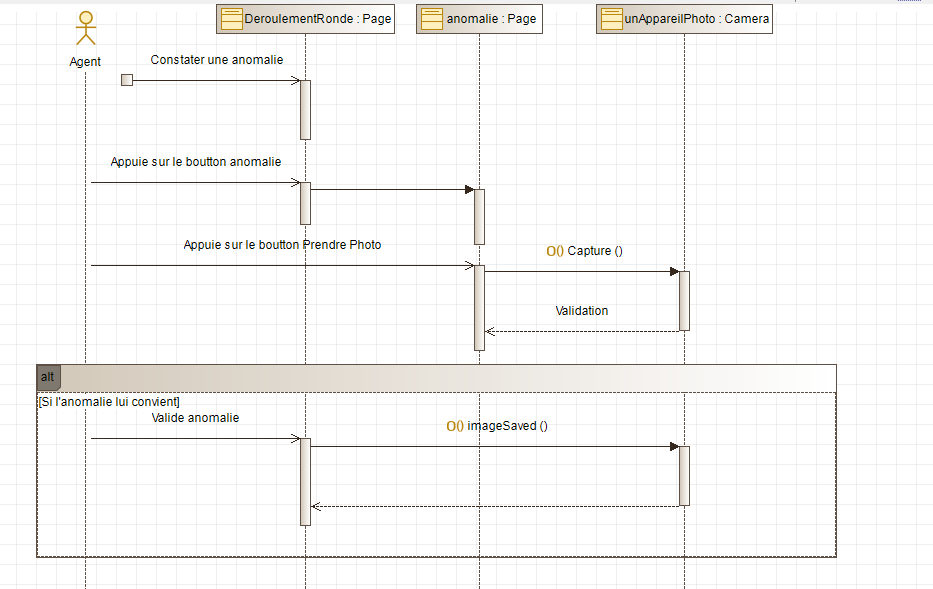 DeroulementRonde : Page
anomalie : Page
unAppareilPhoto : Camera
Agent
Constater une anomalie
Appuie sur le boutton anomalie
Appuie sur le boutton Prendre Photo
O() Capture ()
Validation
alt
[Si l'anomalie lui convient]
Valide anomalie
O() imageSaved ()